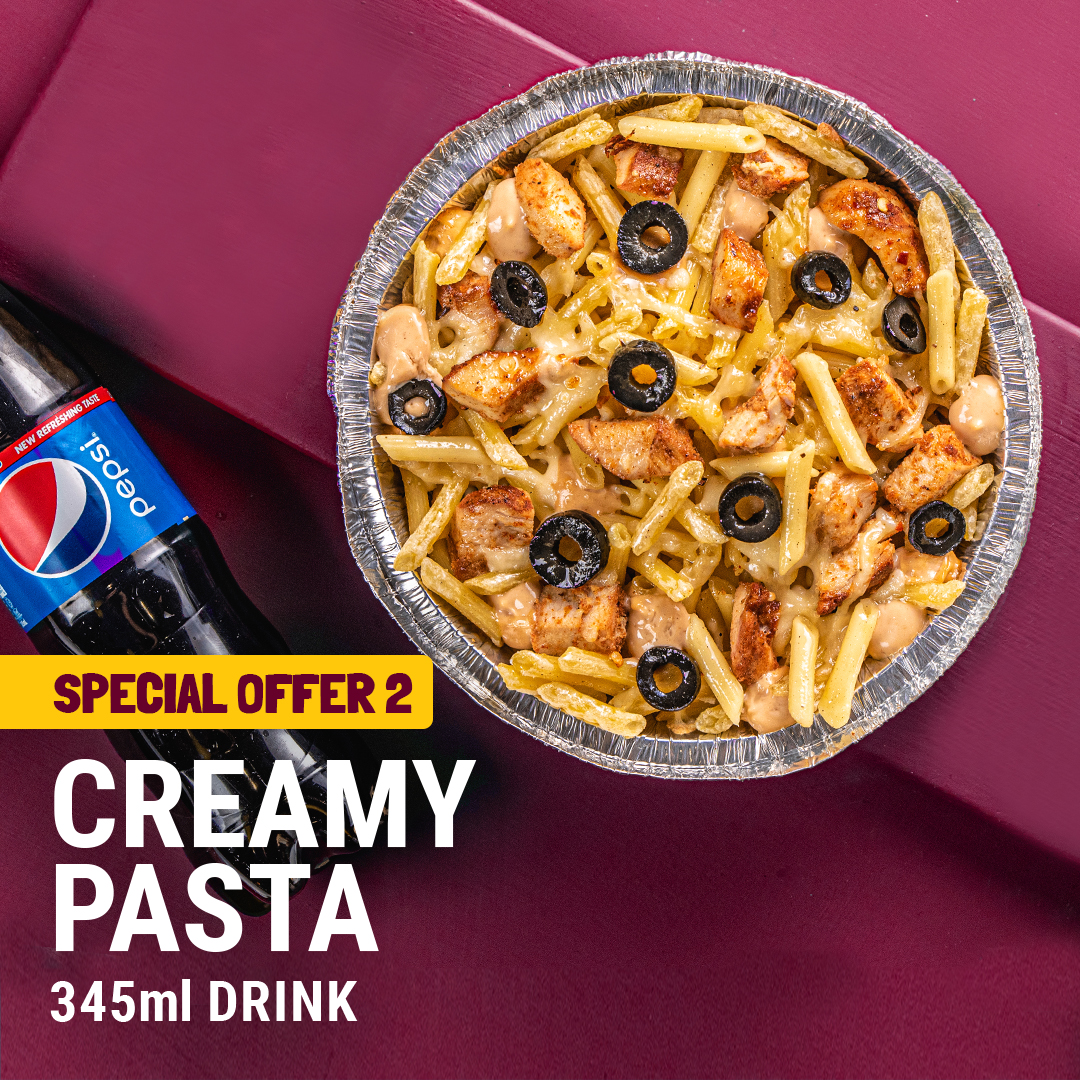 NEW REFRESHING TASTE
pepsi
SPECIAL OFFER 2
CREAMY
PASTA
345ml DRINK